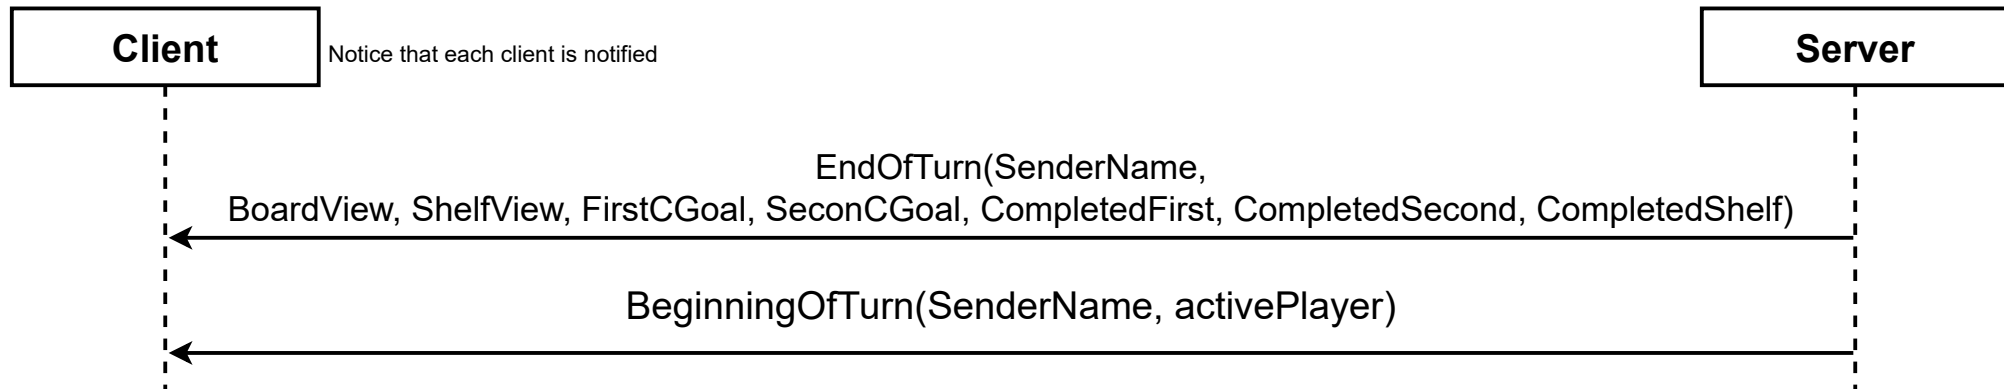 Client
Notice that each client is notified
Server
EndOfTurn(SenderName,
BoardView, ShelfView, FirstCGoal, SeconCGoal, CompletedFirst, CompletedSecond, CompletedShelf)
BeginningOfTurn(SenderName, activePlayer)